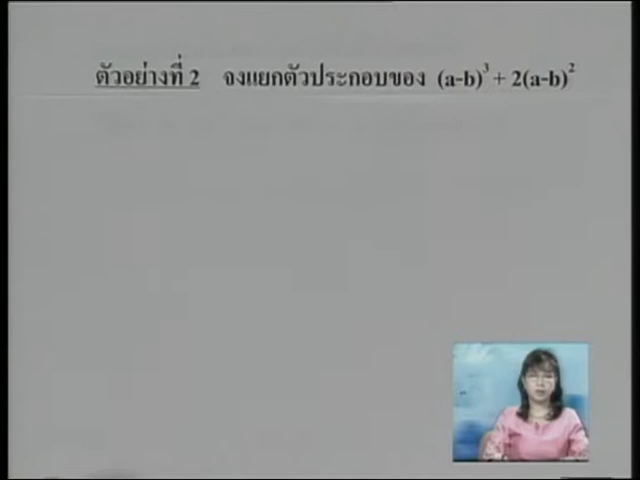 ตัวอย่างที่ 2 จงแยกตัวประกอบของ (a-b)³ + 2(a-b)²